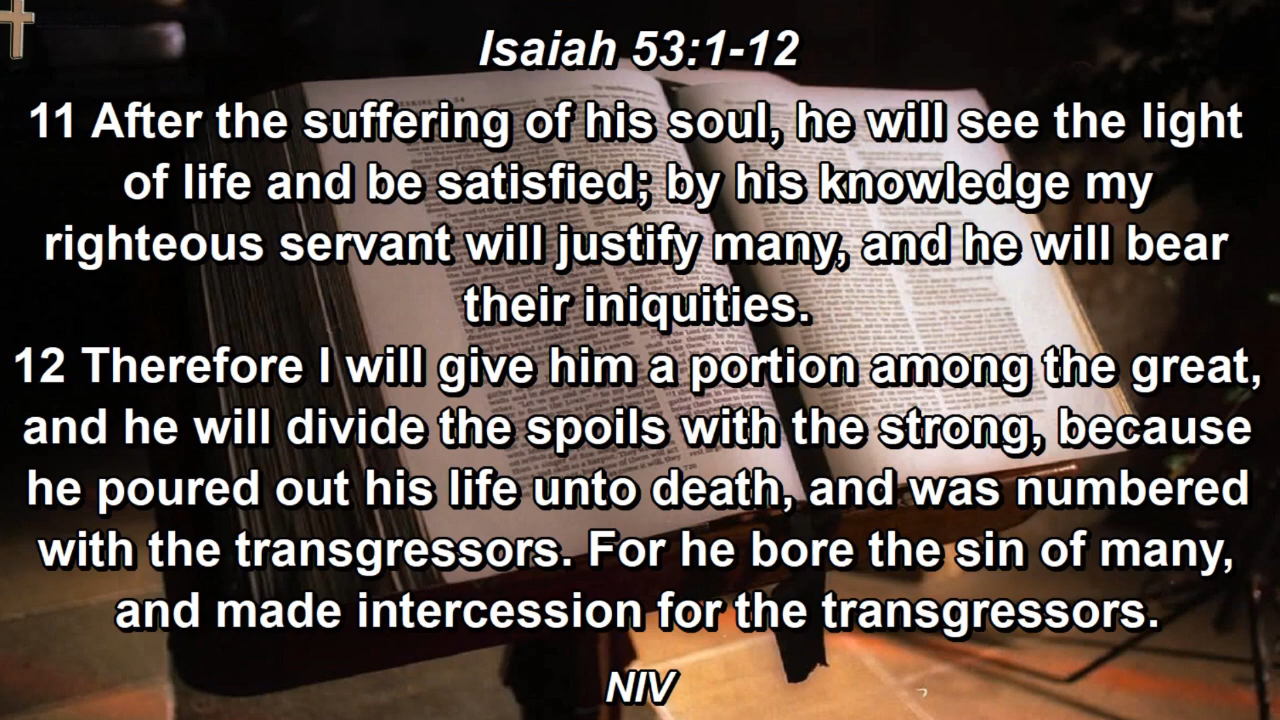 Isaiah 53:1-12
11 After the suffering of his soul, he will see the light
of life and be satisfied; by his knowledge my
righteous servant will justify many, and he will bear
their iniquities.
12 Therefore I will give him a portion among the great,
and he will divide the spoils with the strong, because
he poured out his life unto death, and was numbered
with the transgressors. For he bore the sin of many,
and made intercession for the transgressors.
NIV